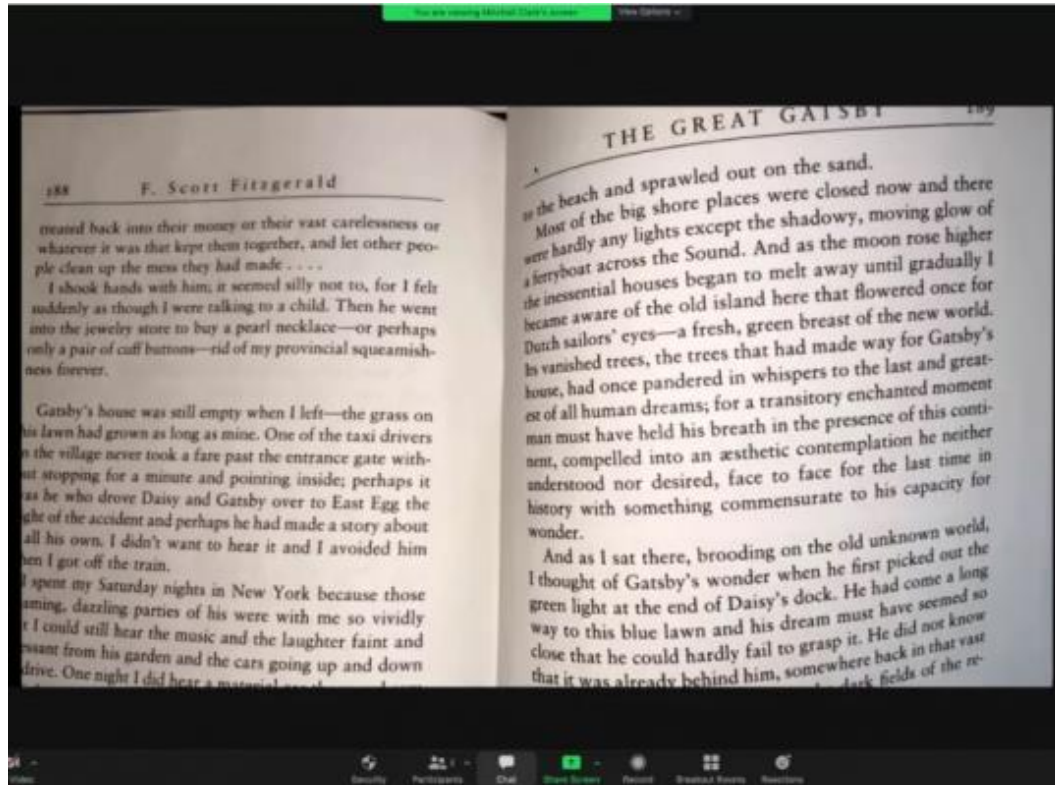 You are viewing Mitchell Clark's screen
View Options
188 F. Scott Fitzgerald
treated back into their money or their vast carelessness or
whatever it was that kept them together, and let other peo-
ple clean up the mess they had made . . . .
I shook hands with him; it seemed silly not to, for I felt
suddenly as though I were talking to a child. Then he went
into the jewelry store to buy a pearl necklace—or perhaps
only a pair of cuff buttons—rid of my provincial squeamish-
ness forever.
Gatsby's house was still empty when I left—the grass on
his lawn had grown as long as mine. One of the taxi drivers
n the village never took a fare past the entrance gate with-
ut stopping for a minute and pointing inside; perhaps it
as he who drove Daisy and Gatsby over to East Egg the
ght of the accident and perhaps he had made a story about
all his own. I didn't want to hear it and I avoided him
hen I got off the train.
I spent my Saturday nights in New York because those
aming, dazzling parties of his were with me so vividly
t I could still hear the music and the laughter faint and
essant from his garden and the cars going up and down
drive. One night I did hear a material
THE GREAT GATSBY 189
to the beach and sprawled out on the sand.
Most of the big shore places were closed now and there
were hardly any lights except the shadowy, moving glow of
a ferryboat across the Sound. And as the moon rose higher
the inessential houses began to melt away until gradually I
became aware of the old island here that flowered once for
Dutch sailors' eyes—a fresh, green breast of the new world.
Its vanished trees, the trees that had made way for Gatsby's
house, had once pandered in whispers to the last and great-
est of all human dreams; for a transitory enchanted moment
man must have held his breath in the presence of this conti-
nent, compelled into an æsthetic contemplation he neither
understood nor desired, face to face for the last time in
history with something commensurate to his capacity for
wonder.
And as I sat there, brooding on the old unknown world,
I thought of Gatsby's wonder when he first picked out the
green light at the end of Daisy's dock. He had come a long
way to this blue lawn and his dream must have seemed so
close that he could hardly fail to grasp it. He did not know
that it was already behind him, somewhere back in that vast
dark fields of the re-
Video Security Participants Chat Share Screen Record Breakout Rooms Reactions